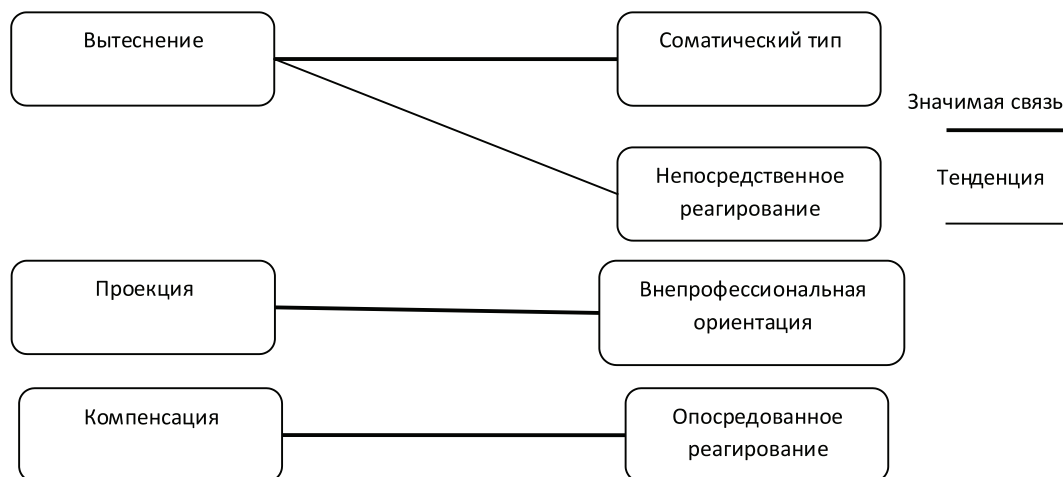 Вытеснение
Соматический тип
Значимая связь
Непосредственное
реагирование
Тенденция
Проекция
Внепрофессиональная
ориентация
Компенсация
Опосредованное
реагирование